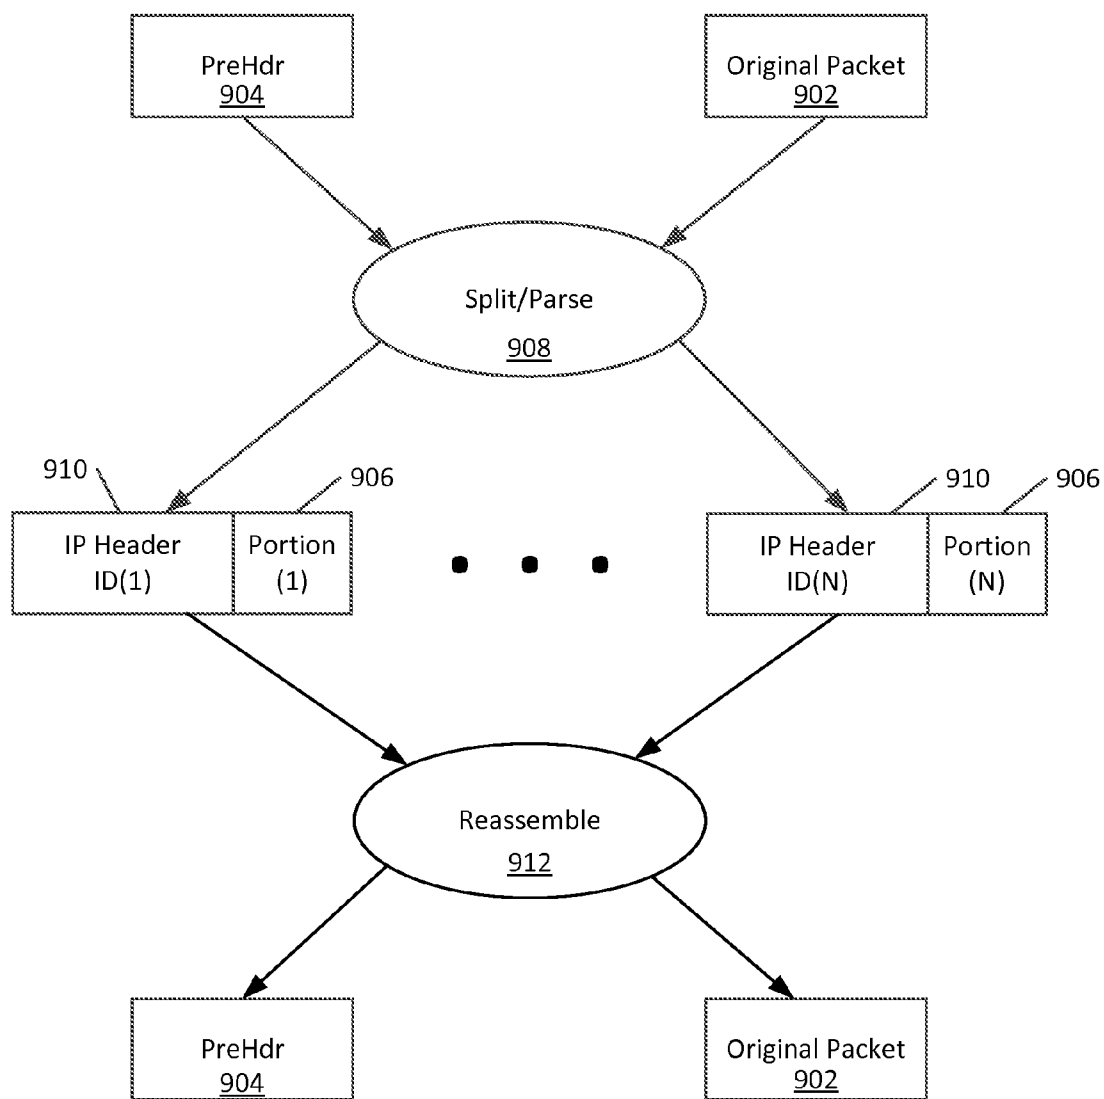 PreHdr
904
Original Packet
902
Split/Parse
908
910
906
910
906
IP Header
ID(1)
Portion
(1)
IP Header
ID(N)
Portion
(N)
Reassemble
912
PreHdr
904
Original Packet
902